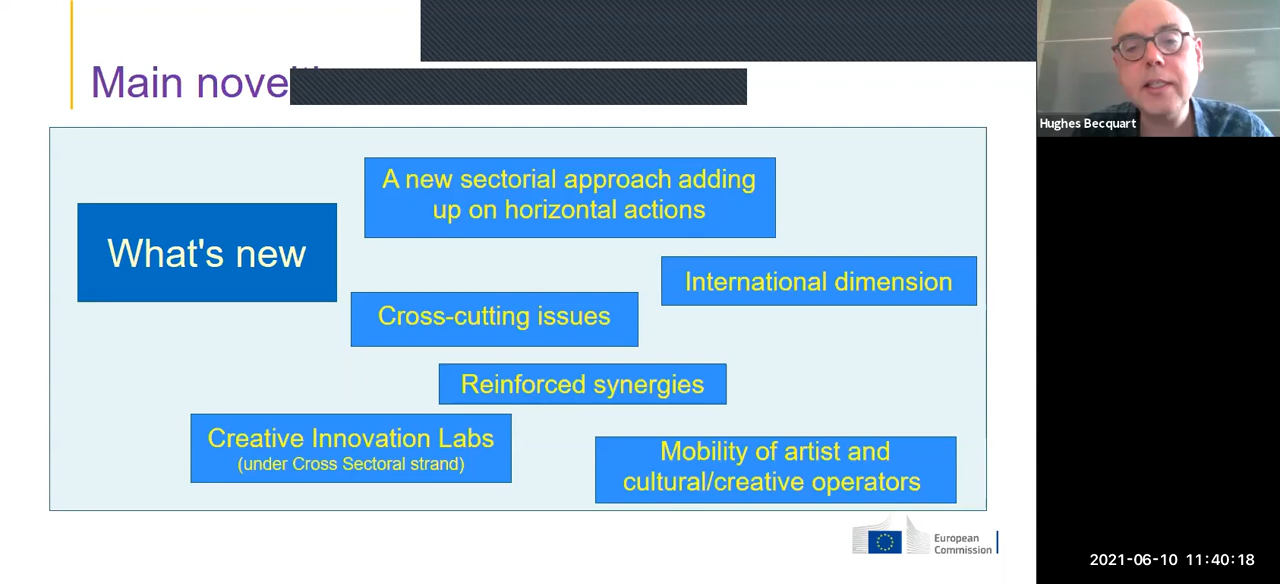 Main nove
Hughes Becquart
A new sectorial approach adding
up on horizontal actions
What's new
International dimension
Cross-cutting issues
Reinforced synergies
Creative Innovation Labs
(under Cross Sectoral strand)
Mobility of artist and
cultural/creative operators
European
Commission
2021-06-10 11:40:18